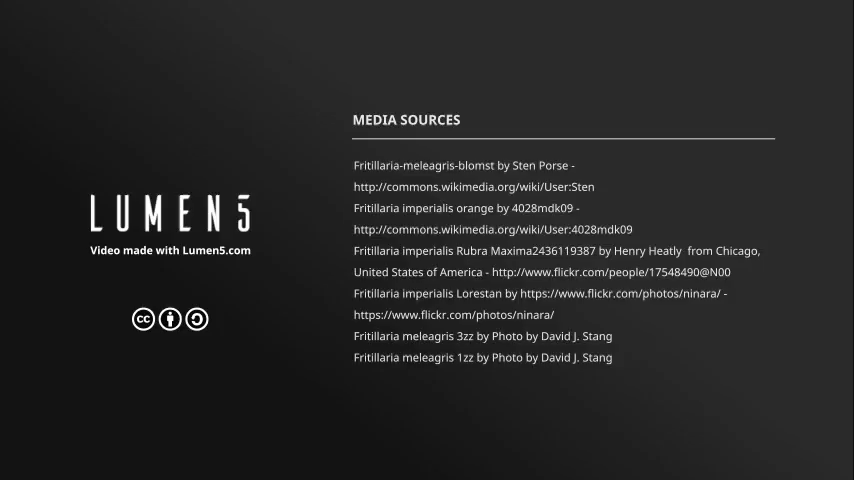 LUMEN5
Video made with Lumen5.com
cc
MEDIA SOURCES
Fritillaria-meleagris-blomst by Sten Porse -
http://commons.wikimedia.org/wiki/User:Sten
Fritillaria imperialis orange by 4028mdk09 -
http://commons.wikimedia.org/wiki/User:4028mdk09
Fritillaria imperialis Rubra Maxima2436119387 by Henry Heatly from Chicago,
United States of America - http://www.flickr.com/people/17548490@N00
Fritillaria imperialis Lorestan by https://www.flickr.com/photos/ninara/ -
https://www.flickr.com/photos/ninara/
Fritillaria meleagris 3zz by Photo by David J. Stang
Fritillaria meleagris 1zz by Photo by David J. Stang